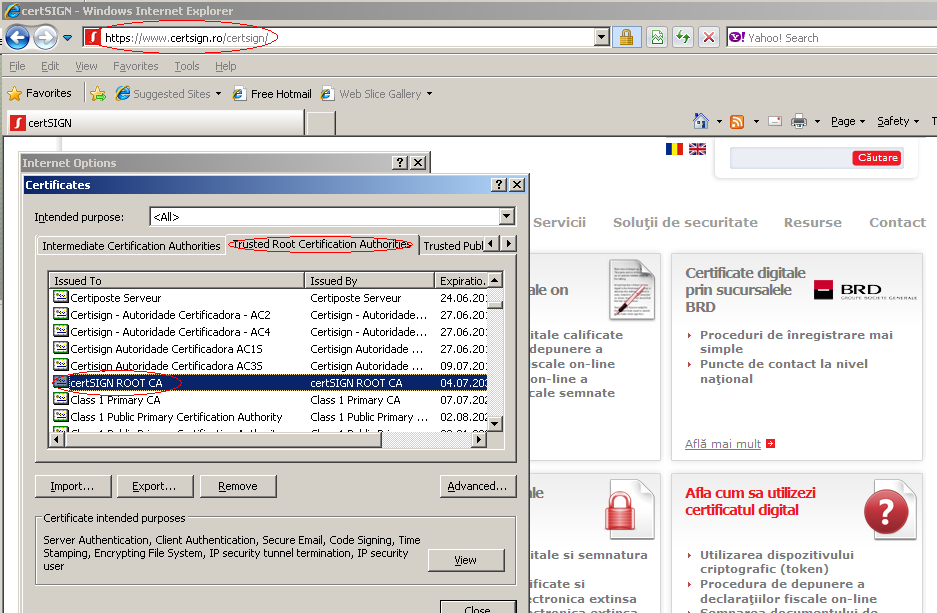 certSIGN - Windows Internet Explorer
https://www.certsign.ro/certsign/
Yahoo! Search
File Edit View Favorites Tools Help
Favorites Suggested Sites Free Hotmail Web Slice Gallery
certSIGN
Page Safety T
Internet Options
Certificates
Intended purpose: <All>
Intermediate Certification Authorities Trusted Root Certification Authorities Trusted Publ
Issued To Issued By Expiratio...
Certiposte Serveur Certiposte Serveur 24.06.20
Certisign - Autoridade Certificadora - AC2 Certisign - Autoridade... 27.06.20
Certisign - Autoridade Certificadora - AC4 Certisign - Autoridade... 27.06.20
Certisign Autoridade Certificadora AC1S Certisign Autoridade ... 27.06.20
Certisign Autoridade Certificadora AC3S Certisign Autoridade ... 09.07.20
certSIGN ROOT CA certSIGN ROOT CA 04.07.20
Class 1 Primary CA Class 1 Primary CA 07.07.20
Class 1 Public Primary Certification Authority Class 1 Public Primary ... 02.08.20
Import... Export... Remove Advanced...
Certificate intended purposes
Server Authentication, Client Authentication, Secure Email, Code Signing, Time
Stamping, Encrypting File System, IP security tunnel termination, IP security
user
View
Close
Căutare
Servicii Soluţii de securitate Resurse Contact
ale on
itale calificate
depunere a
fiscale on-line
on-line a
cale semnate
Certificate digitale
prin sucursalele
BRD
BRD
GROUPE SOCIETE GENERALE
Proceduri de înregistrare mai
simple
Puncte de contact la nivel
naţional
Află mai mult
le
itale si semnatura
ificate si
ctronica extinsa
Afla cum sa utilizezi
certificatul digital
Utilizarea dispozitivului
criptografic (token)
Procedura de depunere a
declaraţiilor fiscale on-line
Semnarea documentului de